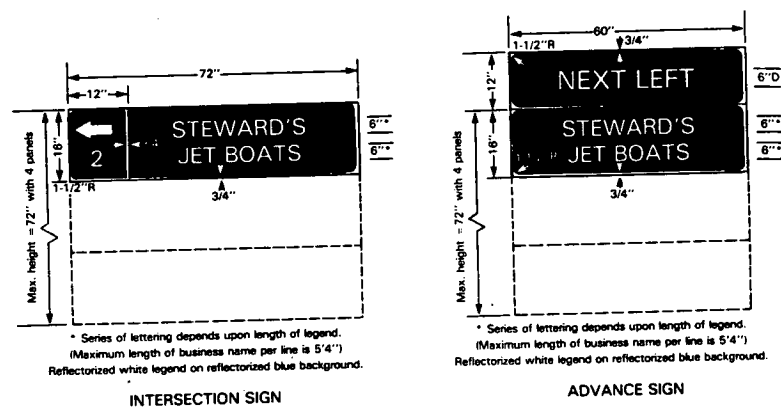 72"
12"
16"
2
STEWARD'S
JET BOATS
6"*
6"*
1-1/2"R
3/4"
Max. height = 72" with 4 panels
* Series of lettering depends upon length of legend.
(Maximum length of business name per line is 5'4")
Reflectorized white legend on reflectorized blue background.
INTERSECTION SIGN
60"
1-1/2"R
3/4"
12"
NEXT LEFT
6"D
16"
STEWARD'S
JET BOATS
6"*
6"*
3/4"
Max. height = 72" with 4 panels
* Series of lettering depends upon length of legend.
(Maximum length of business name per line is 5'4")
Reflectorized white legend on reflectorized blue background.
ADVANCE SIGN